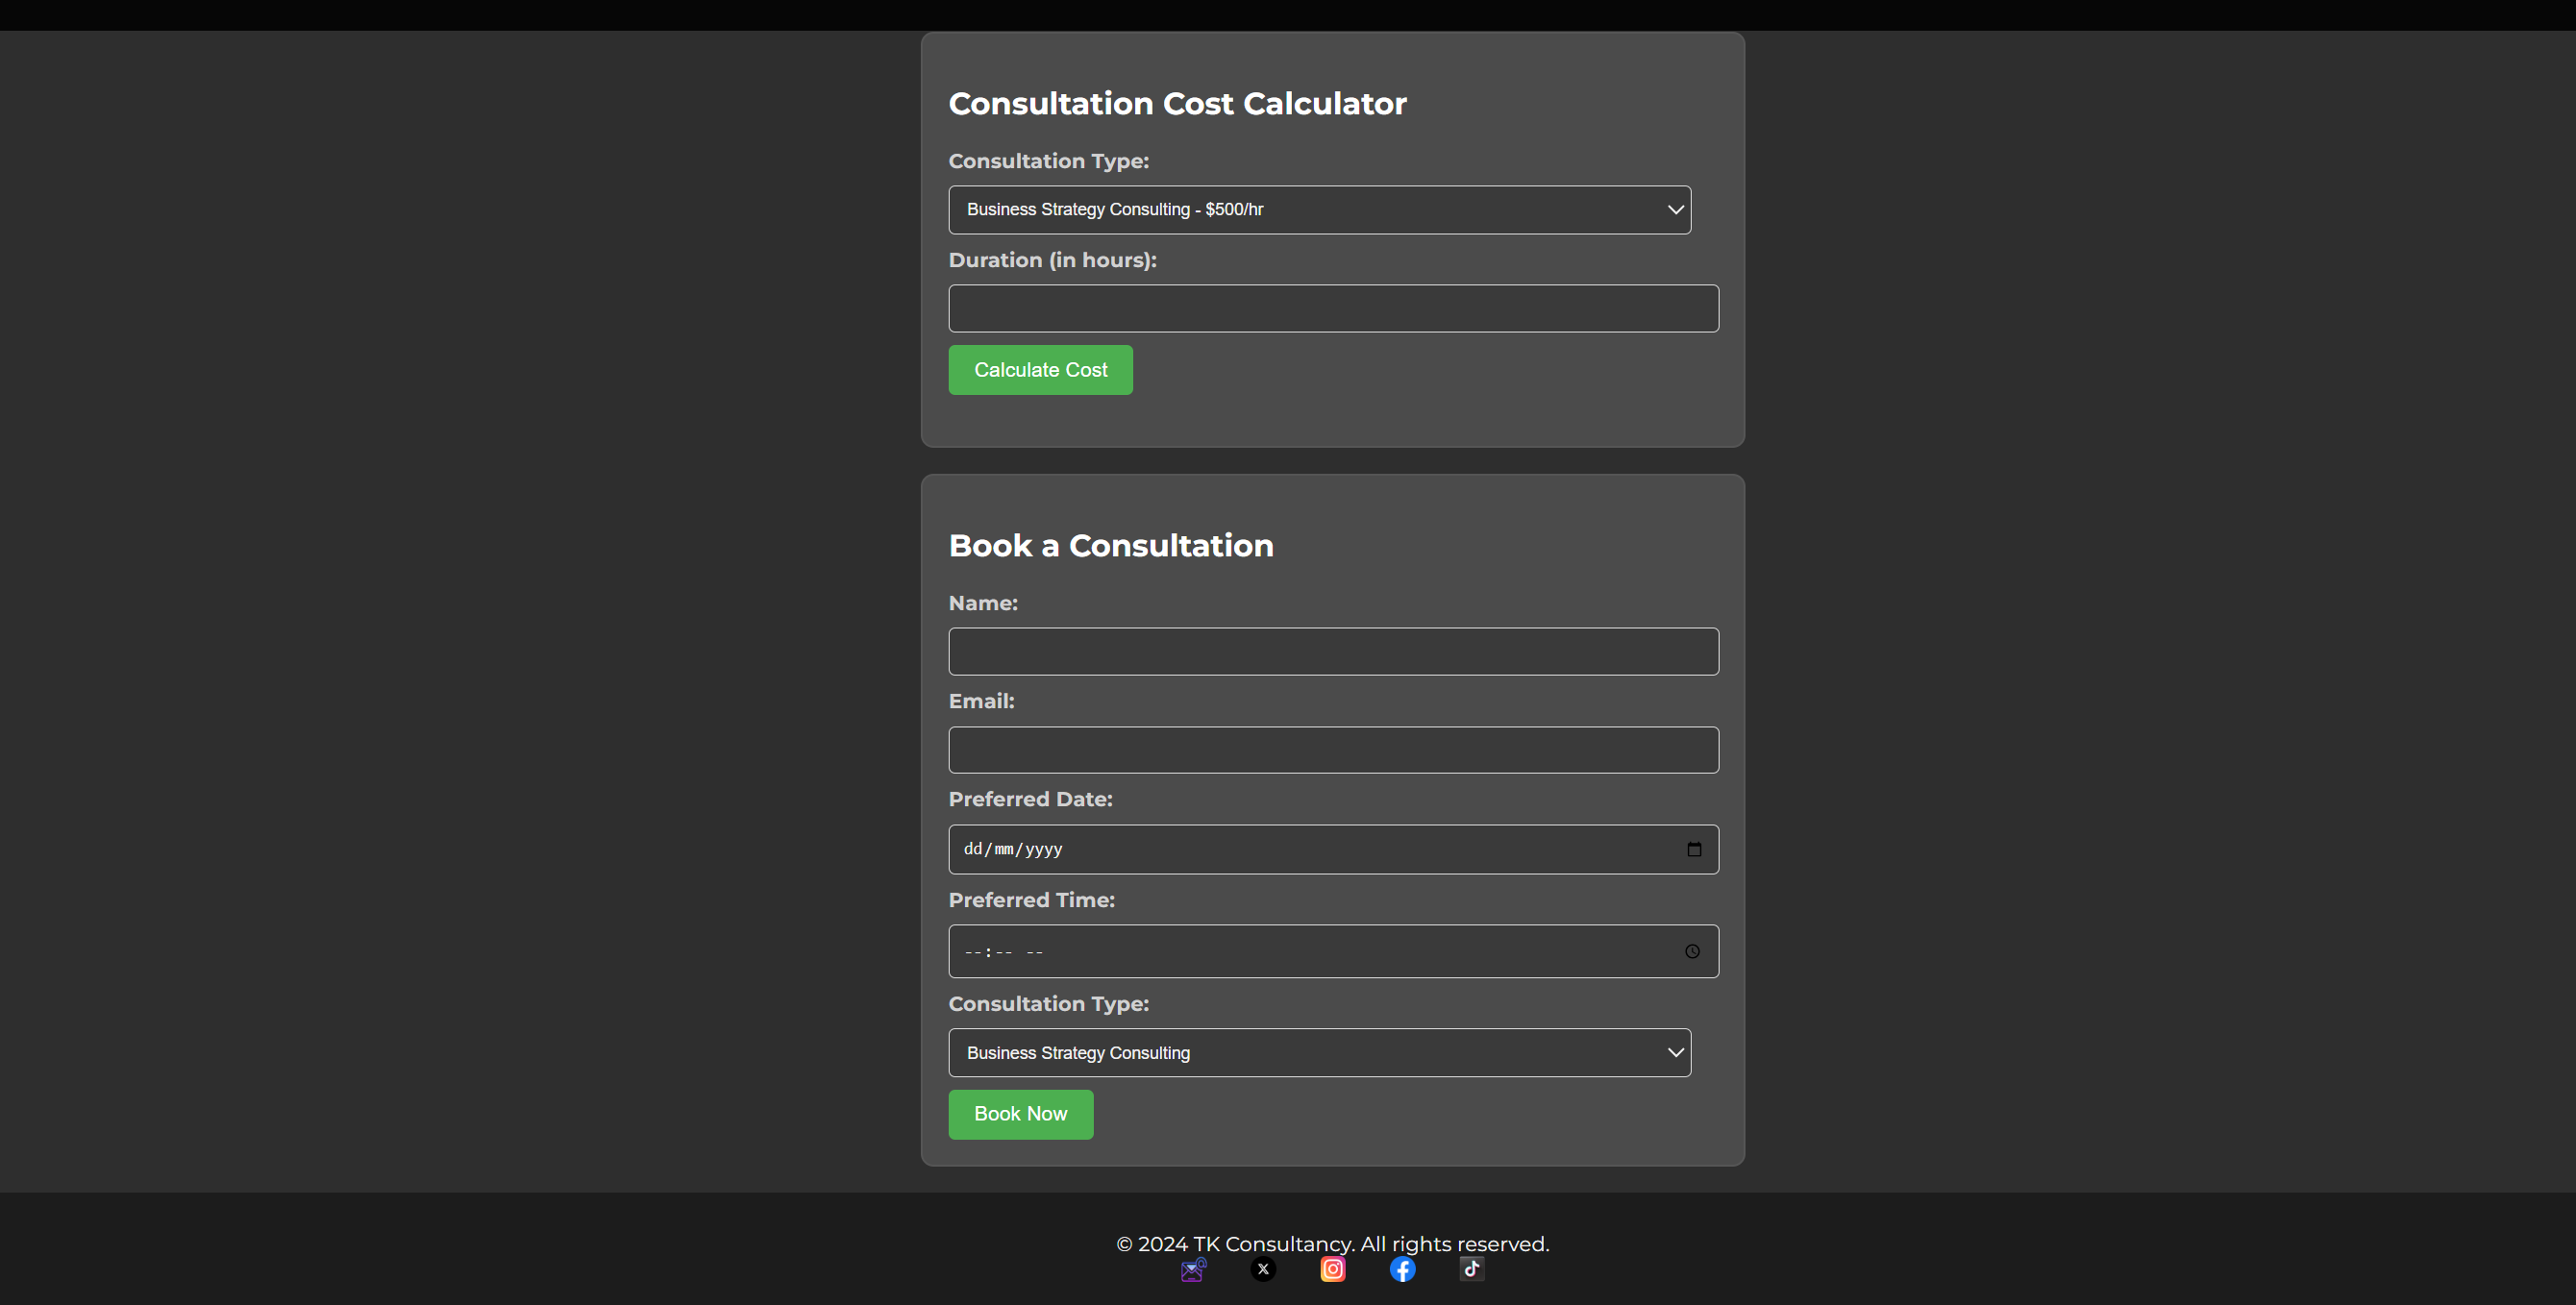 Consultation Cost Calculator
Consultation Type:
Business Strategy Consulting - $500/hr
Duration (in hours):
Calculate Cost
Book a Consultation
Name:
Email:
Preferred Date:
dd/mm/yyyy
Preferred Time:
--:-- --
Consultation Type:
Business Strategy Consulting
Book Now
© 2024 TK Consultancy. All rights reserved.